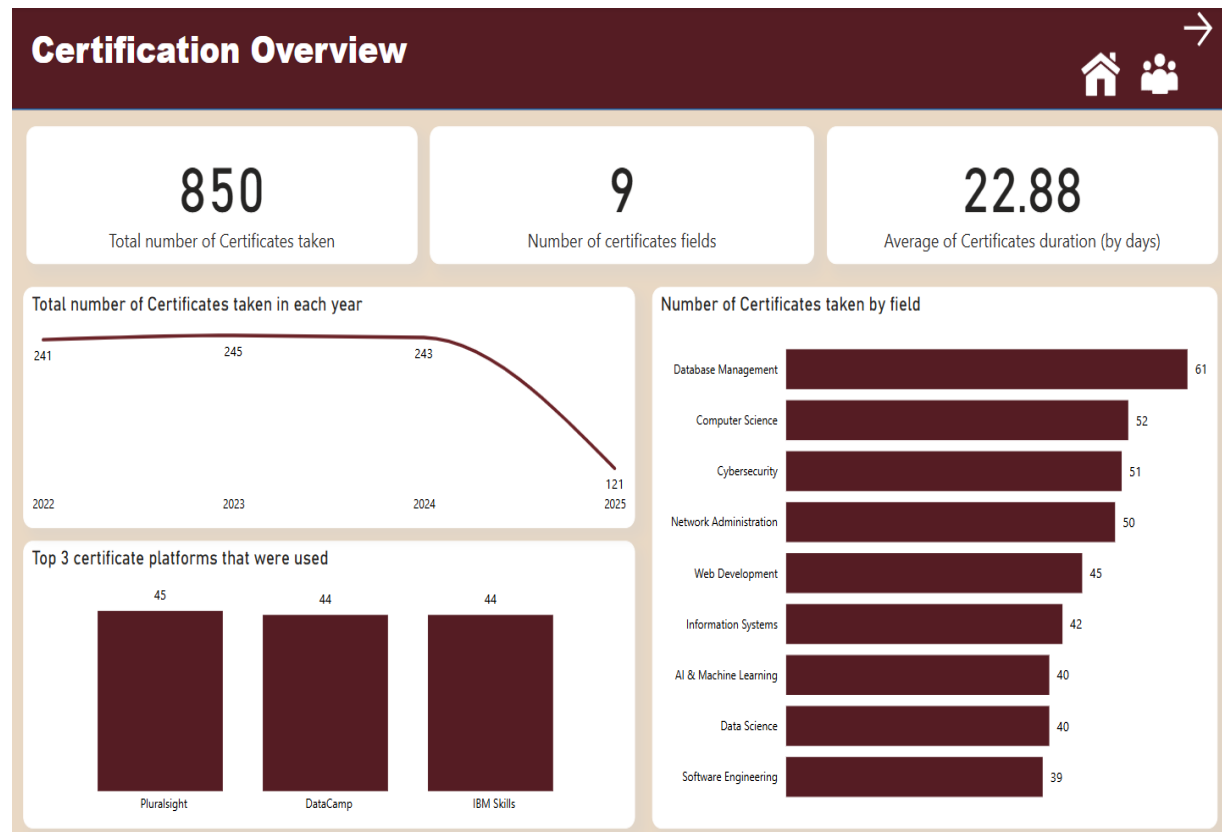 Certification Overview
850
Total number of Certificates taken
9
Number of certificates fields
22.88
Average of Certificates duration (by days)
Total number of Certificates taken in each year
241
245
243
121
2022
2023
2024
2025
Top 3 certificate platforms that were used
45
44
44
Pluralsight
DataCamp
IBM Skills
Number of Certificates taken by field
Database Management
61
Computer Science
52
Cybersecurity
51
Network Administration
50
Web Development
45
Information Systems
42
AI & Machine Learning
40
Data Science
40
Software Engineering
39